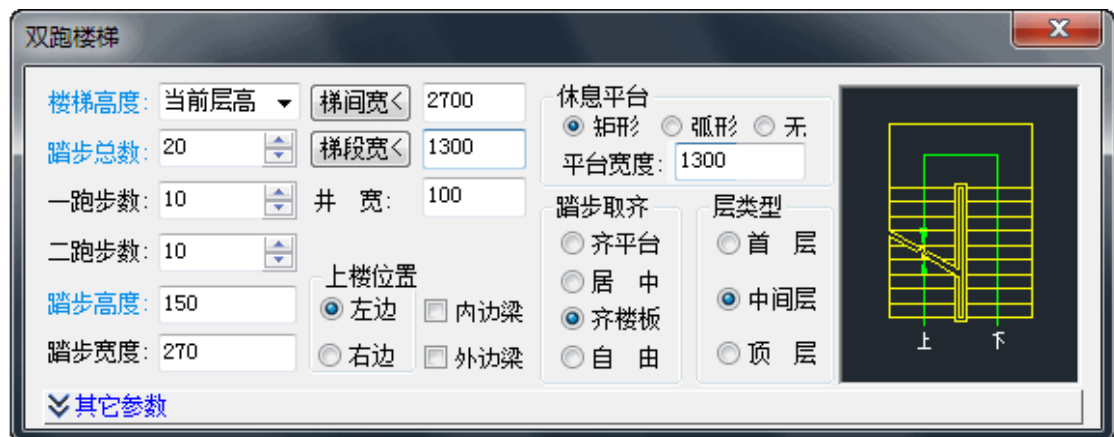 双跑楼梯
楼梯高度: 当前层高 梯间宽< 2700
踏步总数: 20 梯段宽< 1300
一跑步数: 10 井 宽: 100
二跑步数: 10
踏步高度: 150
踏步宽度: 270
上楼位置
左边
右边
内边梁
外边梁
休息平台
矩形 弧形 无
平台宽度: 1300
踏步取齐
齐平台
居 中
齐楼板
自 由
层类型
首 层
中间层
顶 层
上 下
其它参数